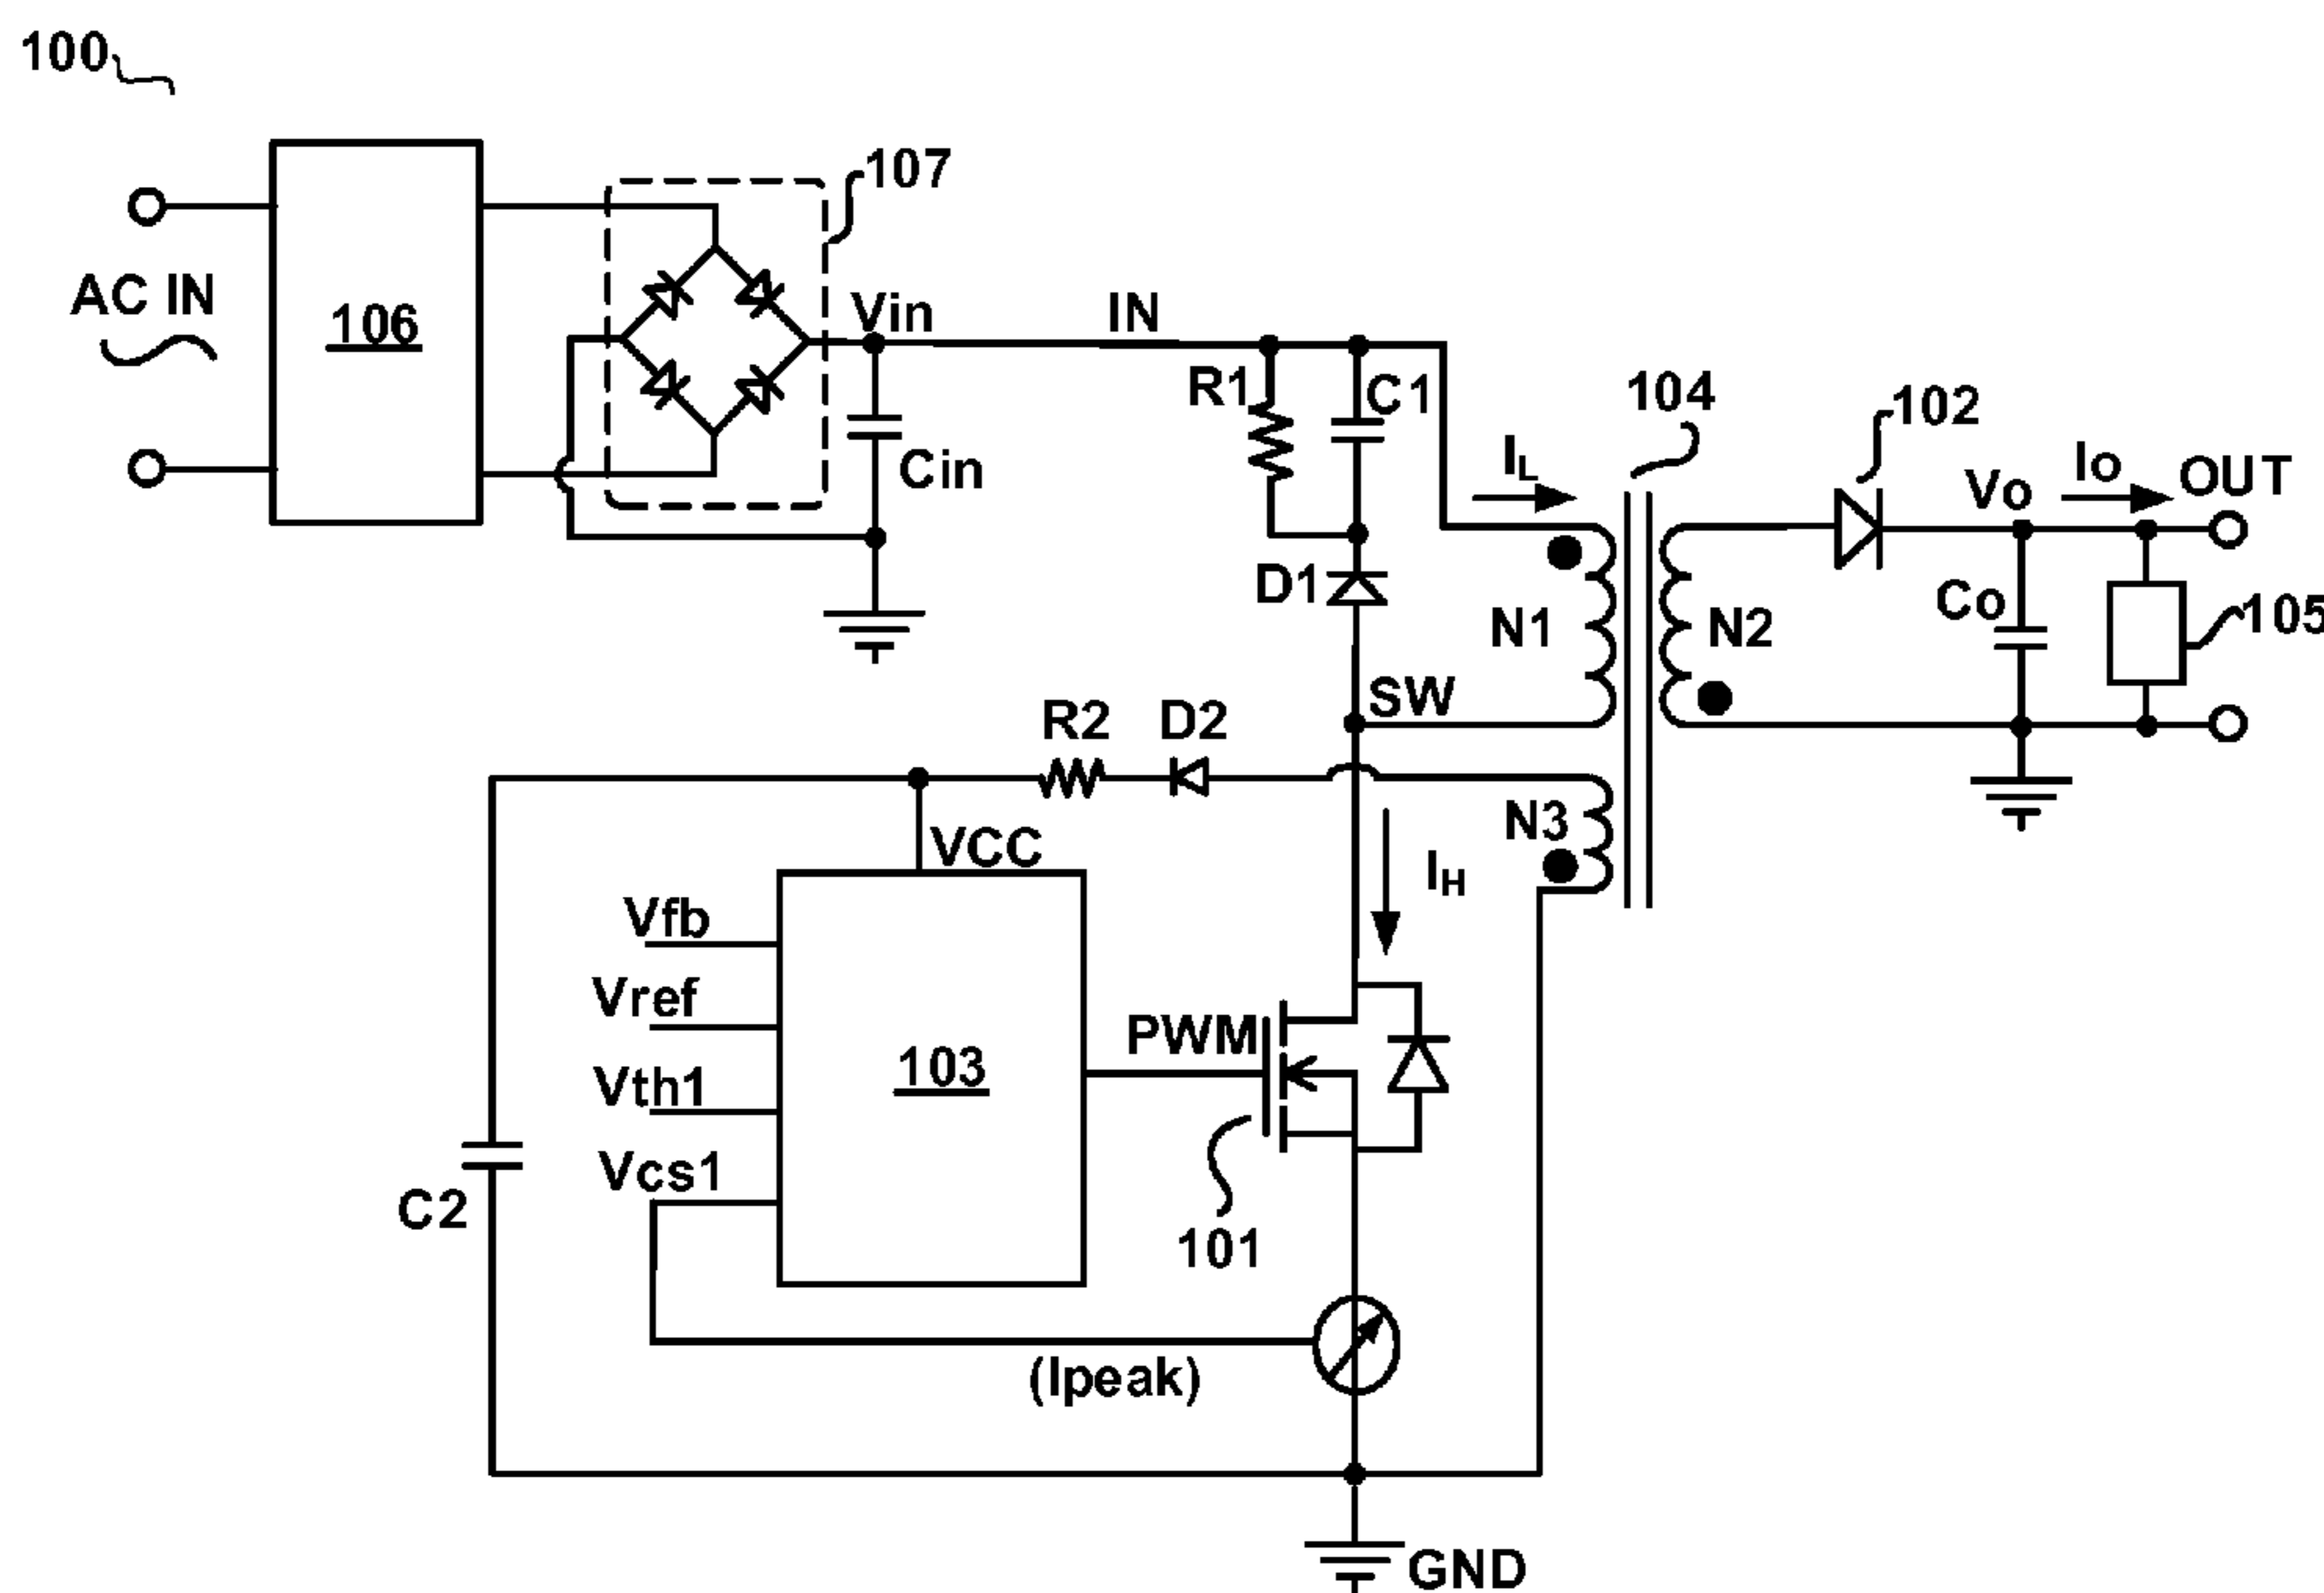 100
107
AC IN
106
Vin
IN
Cin
R1
C1
104
102
IL
Vo
Io
OUT
D1
N1
N2
Co
105
SW
R2
D2
N3
VCC
IH
Vfb
Vref
Vth1
Vcs1
103
PWM
101
C2
(Ipeak)
GND